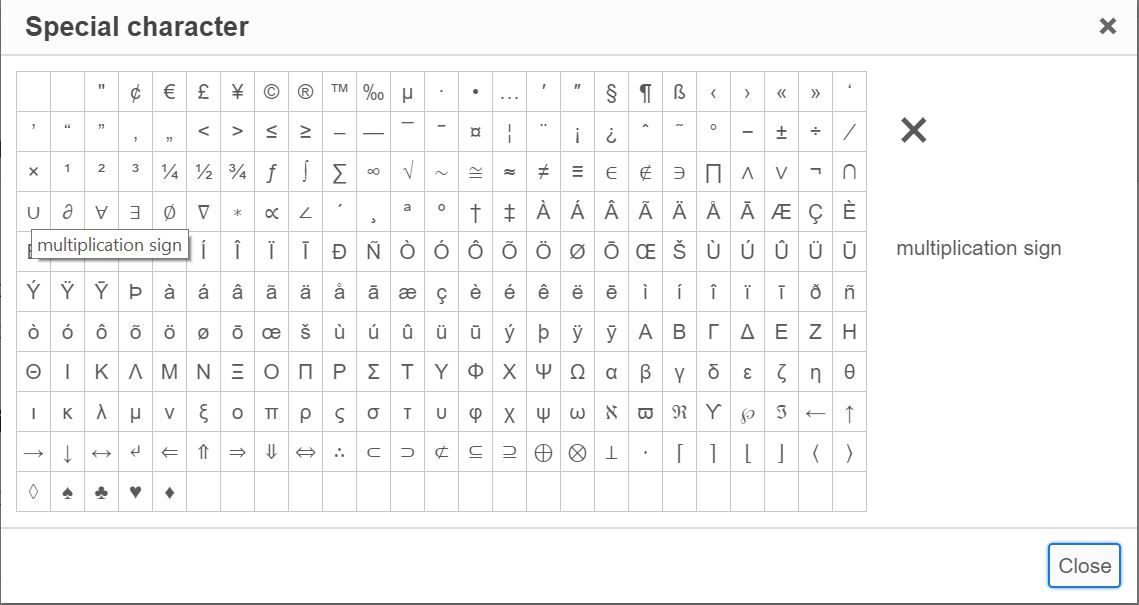 Special character ×
" ¢ € £ ¥ © ® ™ ‰ µ · • … ′ ″ § ¶ ß ‹ › « » ‘
’ “ ” ‚ „ < > ≤ ≥ – — ¯ ‾ ¤ ¦ ¨ ¡ ¿ ˆ ˜ ° − ± ÷ ⁄
× ¹ ² ³ ¼ ½ ¾ ƒ ∫ ∑ ∞ √ ∼ ≅ ≈ ≠ ≡ ∈ ∉ ∋ ∏ ∧ ∨ ¬ ∩
∪ ∂ ∀ ∃ ∅ ∇ ∗ ∝ ∠ ´ ¸ ª º † ‡ À Á Â Ã Ä Å Ā Æ Ç È
Í Î Ï Ī Ð Ñ Ò Ó Ô Õ Ö Ø Ō Œ Š Ù Ú Û Ü Ū
Ý Ÿ Ȳ Þ à á â ã ä å ā æ ç è é ê ë ē ì í î ï ī ð ñ
ò ó ô õ ö ø ō œ š ù ú û ü ū ý þ ÿ ȳ Α Β Γ Δ Ε Ζ Η
Θ Ι Κ Λ Μ Ν Ξ Ο Π Ρ Σ Τ Υ Φ Χ Ψ Ω α β γ δ ε ζ η θ
ι κ λ μ ν ξ ο π ρ ς σ τ υ φ χ ψ ω ℵ ϖ ℜ ϒ ℘ ℑ ← ↑
→ ↓ ↔ ↵ ⇐ ⇑ ⇒ ⇓ ⇔ ∴ ⊂ ⊃ ⊄ ⊆ ⊇ ⊕ ⊗ ⊥ ⋅ ⌈ ⌉ ⌊ ⌋ ⟨ ⟩
◊ ♠ ♣ ♥ ♦
multiplication sign
×
multiplication sign
Close